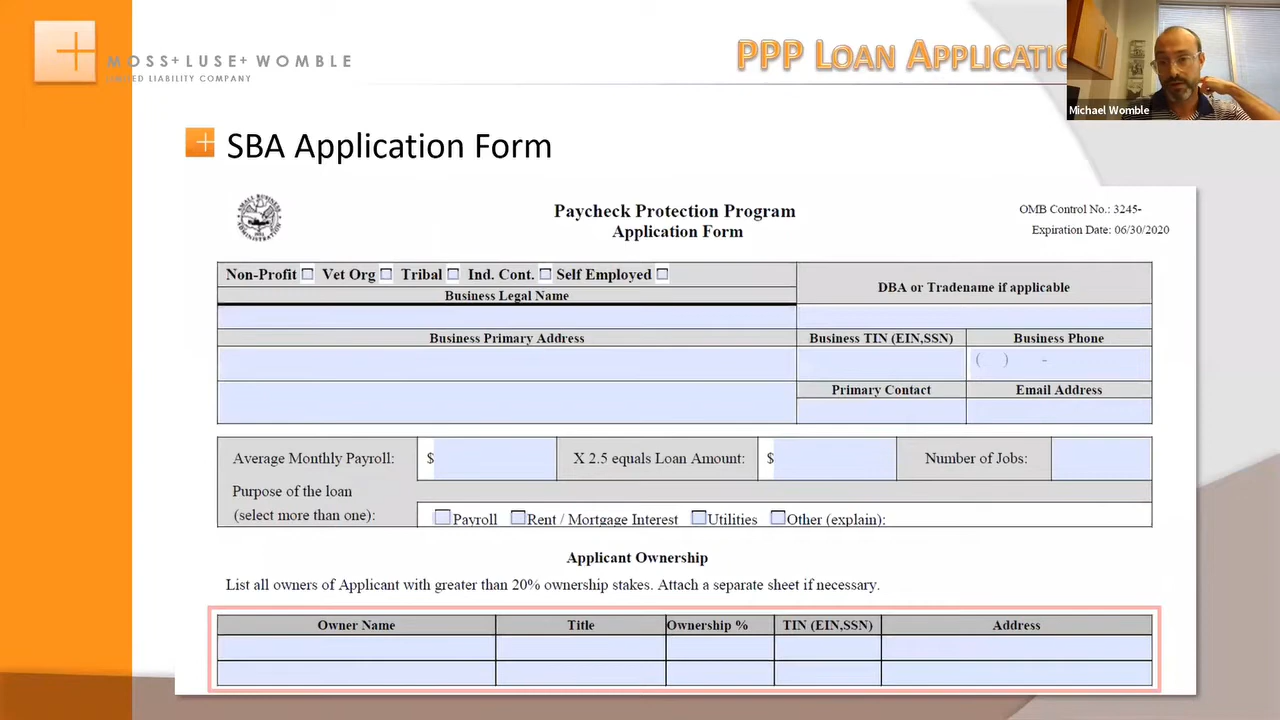 MOSS+LUSE+WOMBLE
LIMITED LIABILITY COMPANY
PPP LOAN
Michael Womble
SBA Application Form
SMALL BUSINESS ADMINISTRATION
Paycheck Protection Program
Application Form
OMB Control No.: 3245-
Expiration Date: 06/30/2020
Non-Profit Vet Org Tribal Ind. Cont. Self Employed
DBA or Tradename if applicable
Business Legal Name
Business Primary Address
Business TIN (EIN,SSN)
Business Phone
( ) -
Primary Contact
Email Address
Average Monthly Payroll: $ X 2.5 equals Loan Amount: $ Number of Jobs:
Purpose of the loan
(select more than one):
Payroll Rent / Mortgage Interest Utilities Other (explain):
Applicant Ownership
List all owners of Applicant with greater than 20% ownership stakes. Attach a separate sheet if necessary.
Owner Name Title Ownership % TIN (EIN,SSN) Address